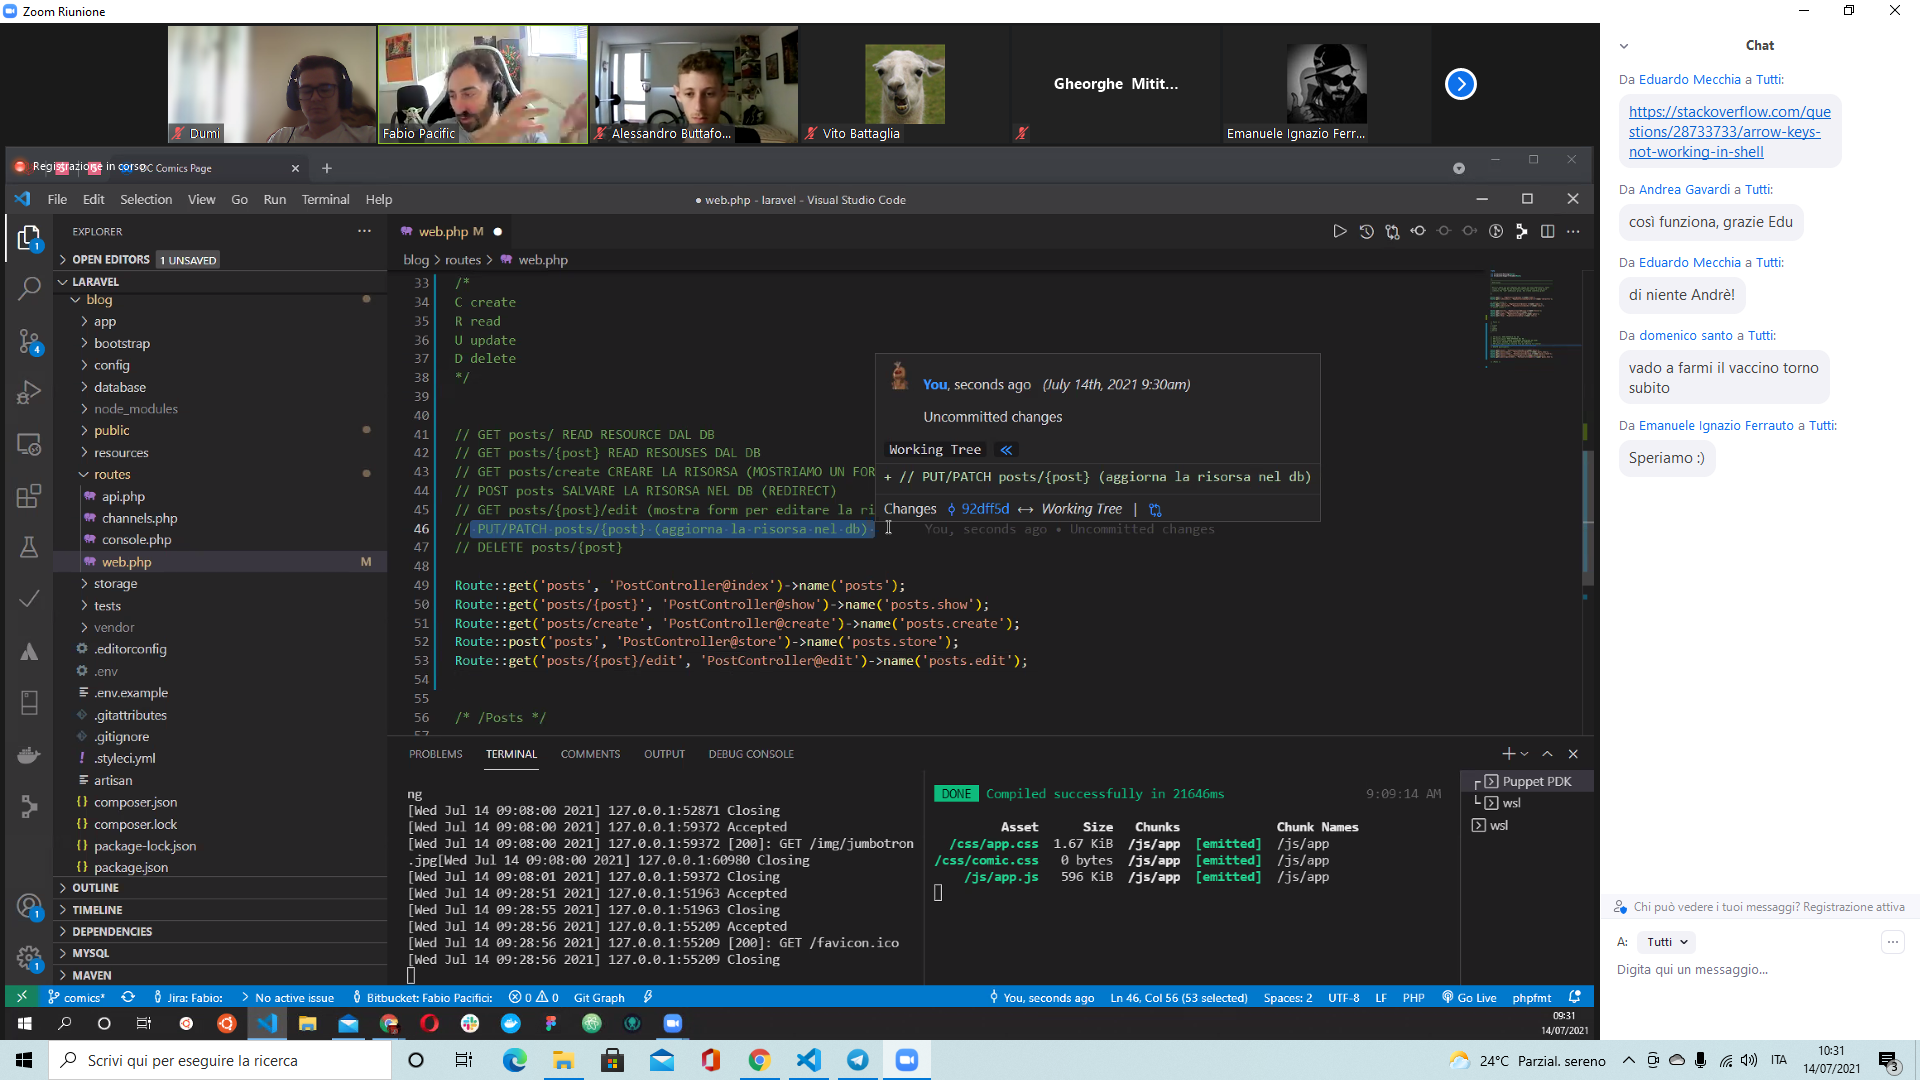 Zoom Riunione
Dumi
Fabio Pacific
Alessandro Buttafo...
Vito Battaglia
Gheorghe Mitit...
Emanuele Ignazio Ferr...
Registrazione in corso
DC Comics Page
File Edit Selection View Go Run Terminal Help
● web.php - laravel - Visual Studio Code
EXPLORER
OPEN EDITORS 1 UNSAVED
LARAVEL
blog
app
bootstrap
config
database
node_modules
public
resources
routes
api.php
channels.php
console.php
web.php M
storage
tests
vendor
.editorconfig
.env
.env.example
.gitattributes
.gitignore
.styleci.yml
artisan
composer.json
composer.lock
package-lock.json
package.json
OUTLINE
TIMELINE
DEPENDENCIES
MYSQL
MAVEN
web.php M
blog > routes > web.php
33 /*
34 C create
35 R read
36 U update
37 D delete
38 */
39
40
41 // GET posts/ READ RESOURCE DAL DB
42 // GET posts/{post} READ RESOUSES DAL DB
43 // GET posts/create CREARE LA RISORSA (MOSTRIAMO UN FOR
44 // POST posts SALVARE LA RISORSA NEL DB (REDIRECT)
45 // GET posts/{post}/edit (mostra form per editare la ri
46 // PUT/PATCH posts/{post} (aggiorna la risorsa nel db) You, seconds ago • Uncommitted changes
47 // DELETE posts/{post}
48
49 Route::get('posts', 'PostController@index')->name('posts');
50 Route::get('posts/{post}', 'PostController@show')->name('posts.show');
51 Route::get('posts/create', 'PostController@create')->name('posts.create');
52 Route::post('posts', 'PostController@store')->name('posts.store');
53 Route::get('posts/{post}/edit', 'PostController@edit')->name('posts.edit');
54
55
56 /* /Posts */
57
You, seconds ago (July 14th, 2021 9:30am)
Uncommitted changes
Working Tree
+ // PUT/PATCH posts/{post} (aggiorna la risorsa nel db)
Changes 92dff5d ↔ Working Tree |
PROBLEMS TERMINAL COMMENTS OUTPUT DEBUG CONSOLE
ng
[Wed Jul 14 09:08:00 2021] 127.0.0.1:52871 Closing
[Wed Jul 14 09:08:00 2021] 127.0.0.1:59372 Accepted
[Wed Jul 14 09:08:00 2021] 127.0.0.1:59372 [200]: GET /img/jumbotron
.jpg[Wed Jul 14 09:08:00 2021] 127.0.0.1:60980 Closing
[Wed Jul 14 09:08:01 2021] 127.0.0.1:59372 Closing
[Wed Jul 14 09:28:51 2021] 127.0.0.1:51963 Accepted
[Wed Jul 14 09:28:55 2021] 127.0.0.1:51963 Closing
[Wed Jul 14 09:28:56 2021] 127.0.0.1:55209 Accepted
[Wed Jul 14 09:28:56 2021] 127.0.0.1:55209 [200]: GET /favicon.ico
[Wed Jul 14 09:28:56 2021] 127.0.0.1:55209 Closing
DONE Compiled successfully in 21646ms 9:09:14 AM
Asset Size Chunks Chunk Names
/css/app.css 1.67 KiB /js/app [emitted] /js/app
/css/comic.css 0 bytes /js/app [emitted] /js/app
/js/app.js 596 KiB /js/app [emitted] /js/app
Puppet PDK
wsl
wsl
comics* Jira: Fabio: No active issue Bitbucket: Fabio Pacifici: 0 0 Git Graph You, seconds ago Ln 46, Col 56 (53 selected) Spaces: 2 UTF-8 LF PHP Go Live phpfmt
09:31
14/07/2021
Chat
Da Eduardo Mecchia a Tutti:
https://stackoverflow.com/que
stions/28733733/arrow-keys-
not-working-in-shell
Da Andrea Gavardi a Tutti:
così funziona, grazie Edu
Da Eduardo Mecchia a Tutti:
di niente Andrè!
Da domenico santo a Tutti:
vado a farmi il vaccino torno
subito
Da Emanuele Ignazio Ferrauto a Tutti:
Speriamo :)
Chi può vedere i tuoi messaggi? Registrazione attiva
A: Tutti
Digita qui un messaggio...
Scrivi qui per eseguire la ricerca
24°C Parzial. sereno
ITA
10:31
14/07/2021
3